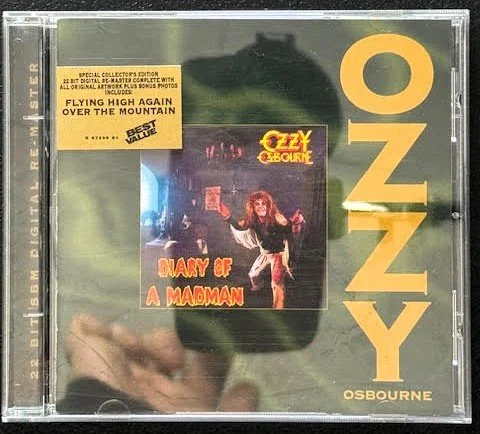 22 BIT SBM DIGITAL RE-MASTER
SPECIAL COLLECTOR'S EDITION
22 BIT DIGITAL RE-MASTER COMPLETE WITH
ALL ORIGINAL ARTWORK PLUS BONUS PHOTOS
INCLUDES:
FLYING HIGH AGAIN
OVER THE MOUNTAIN
BEST
VALUE
OZZY
OSBOURNE
DIARY OF
A MADMAN
OZZY
OSBOURNE